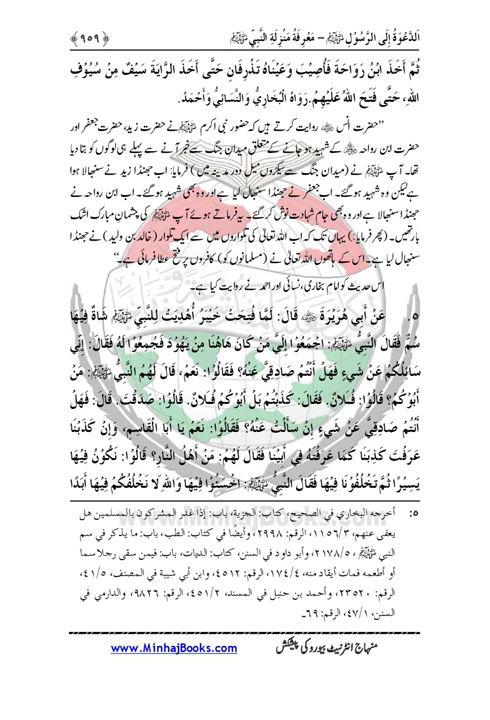 ﴿ ٩٥٩ ﴾ اَلدَّعْوَةُ إِلَى الرَّسُوْلِ ﷺ – مَعْرِفَةُ مَنْزِلَةِ النَّبِيِّ ﷺ
ثُمَّ أَخَذَ ابْنُ رَوَاحَةَ فَأُصِيْبَ وَعَيْنَاهُ تَذْرِفَانِ حَتَّى أَخَذَ الرَّايَةَ سَيْفٌ مِنْ سُيُوْفِ
اللهِ، حَتَّى فَتَحَ اللهُ عَلَيْهِمْ. رَوَاهُ الْبُخَارِيُّ وَالنَّسَائِيُّ وَأَحْمَدُ.
’’حضرت انس ﷺ روایت کرتے ہیں کہ حضور نبی اکرم ﷺ نے حضرت زید، حضرت جعفر اور
حضرت ابن رواحہ ﷺ کے شہید ہو جانے کے متعلق میدان جنگ سے خبر آنے سے پہلے ہی لوگوں کو بتا دیا
تھا۔ آپ ﷺ نے (میدان جنگ سے سیکڑوں میل دور مدینہ میں) فرمایا: اب جھنڈا زید نے سنبھالا ہوا
ہے لیکن وہ شہید ہو گئے۔ اب جعفر نے جھنڈا سنبھال لیا ہے اور وہ بھی شہید ہو گئے۔ اب ابن رواحہ نے
جھنڈا سنبھالا ہے اور وہ بھی جام شہادت نوش کر گئے۔ یہ فرماتے ہوئے آپ ﷺ کی چشمان مبارک اشک
بار تھیں۔ (پھر فرمایا:) یہاں تک کہ اب اللہ تعالیٰ کی تلواروں میں سے ایک تلوار (خالد بن ولید) نے جھنڈا
سنبھال لیا ہے۔ اس کے ہاتھوں اللہ تعالیٰ نے (مسلمانوں کو) کافروں پر فتح عطا فرمائی ہے۔‘‘
اس حدیث کو امام بخاری، نسائی اور احمد نے روایت کیا ہے۔
٥. عَنْ أَبِي هُرَيْرَةَ ﷺ قَالَ: لَمَّا فُتِحَتْ خَيْبَرُ أُهْدِيَتْ لِلنَّبِيِّ ﷺ شَاةٌ فِيْهَا
سُمٌّ فَقَالَ النَّبِيُّ ﷺ: اجْمَعُوْا إِلَيَّ مَنْ كَانَ هَاهُنَا مِنْ يَهُوْدَ فَجُمِعُوْا لَهُ فَقَالَ: إِنِّي
سَائِلُكُمْ عَنْ شَيْءٍ فَهَلْ أَنْتُمْ صَادِقِيَّ عَنْهُ؟ فَقَالُوْا: نَعَمْ، قَالَ لَهُمُ النَّبِيُّ ﷺ: مَنْ
أَبُوْكُمْ؟ قَالُوْا: فُلَانٌ. فَقَالَ: كَذَبْتُمْ بَلْ أَبُوْكُمْ فُلَانٌ. قَالُوْا: صَدَقْتَ. قَالَ: فَهَلْ
أَنْتُمْ صَادِقِيَّ عَنْ شَيْءٍ إِنْ سَأَلْتُ عَنْهُ؟ فَقَالُوْا: نَعَمْ يَا أَبَا الْقَاسِمِ، وَإِنْ كَذَبْنَا
عَرَفْتَ كَذِبَنَا كَمَا عَرَفْتَهُ فِي أَبِيْنَا فَقَالَ لَهُمْ: مَنْ أَهْلُ النَّارِ؟ قَالُوْا: نَكُوْنُ فِيْهَا
يَسِيْرًا ثُمَّ تَخْلُفُوْنَا فِيْهَا فَقَالَ النَّبِيُّ ﷺ: اخْسَئُوْا فِيْهَا وَاللهِ لَا نَخْلُفُكُمْ فِيْهَا أَبَدًا
٥: أخرجه البخاري في الصحيح، كتاب: الجزية، باب: إذا غدر المشركون بالمسلمين هل
يعفى عنهم، ٣/١١٥٦، الرقم: ٢٩٩٨، وأيضًا في كتاب: الطب، باب: ما يذكر في سم
النبي ﷺ، ٥/٢١٧٨، وأبو داود في السنن، كتاب: الديات، باب: فيمن سقى رجلا سما
أو أطعمه فمات أيقاد منه، ٤/١٧٤، الرقم: ٤٥١٢، وابن أبي شيبة في المصنف، ٥/٤١،
الرقم: ٢٣٥٢٠، وأحمد بن حنبل في المسند، ٢/٤٥١، الرقم: ٩٨٢٦، والدارمي في
السنن، ١/٤٧، الرقم: ٦٩۔
منہاج انٹرنیٹ بیورو کی پیشکش www.MinhajBooks.com